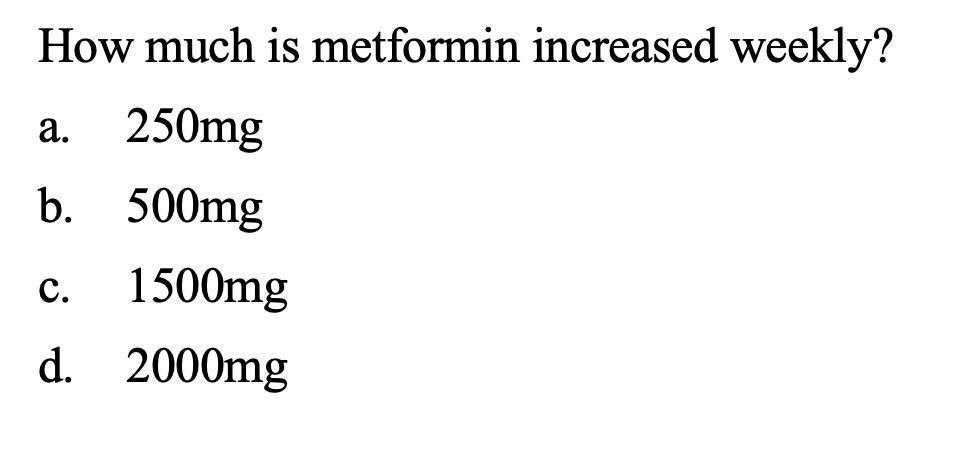 How much is metformin increased weekly?
a. 250mg
b. 500mg
c. 1500mg
d. 2000mg